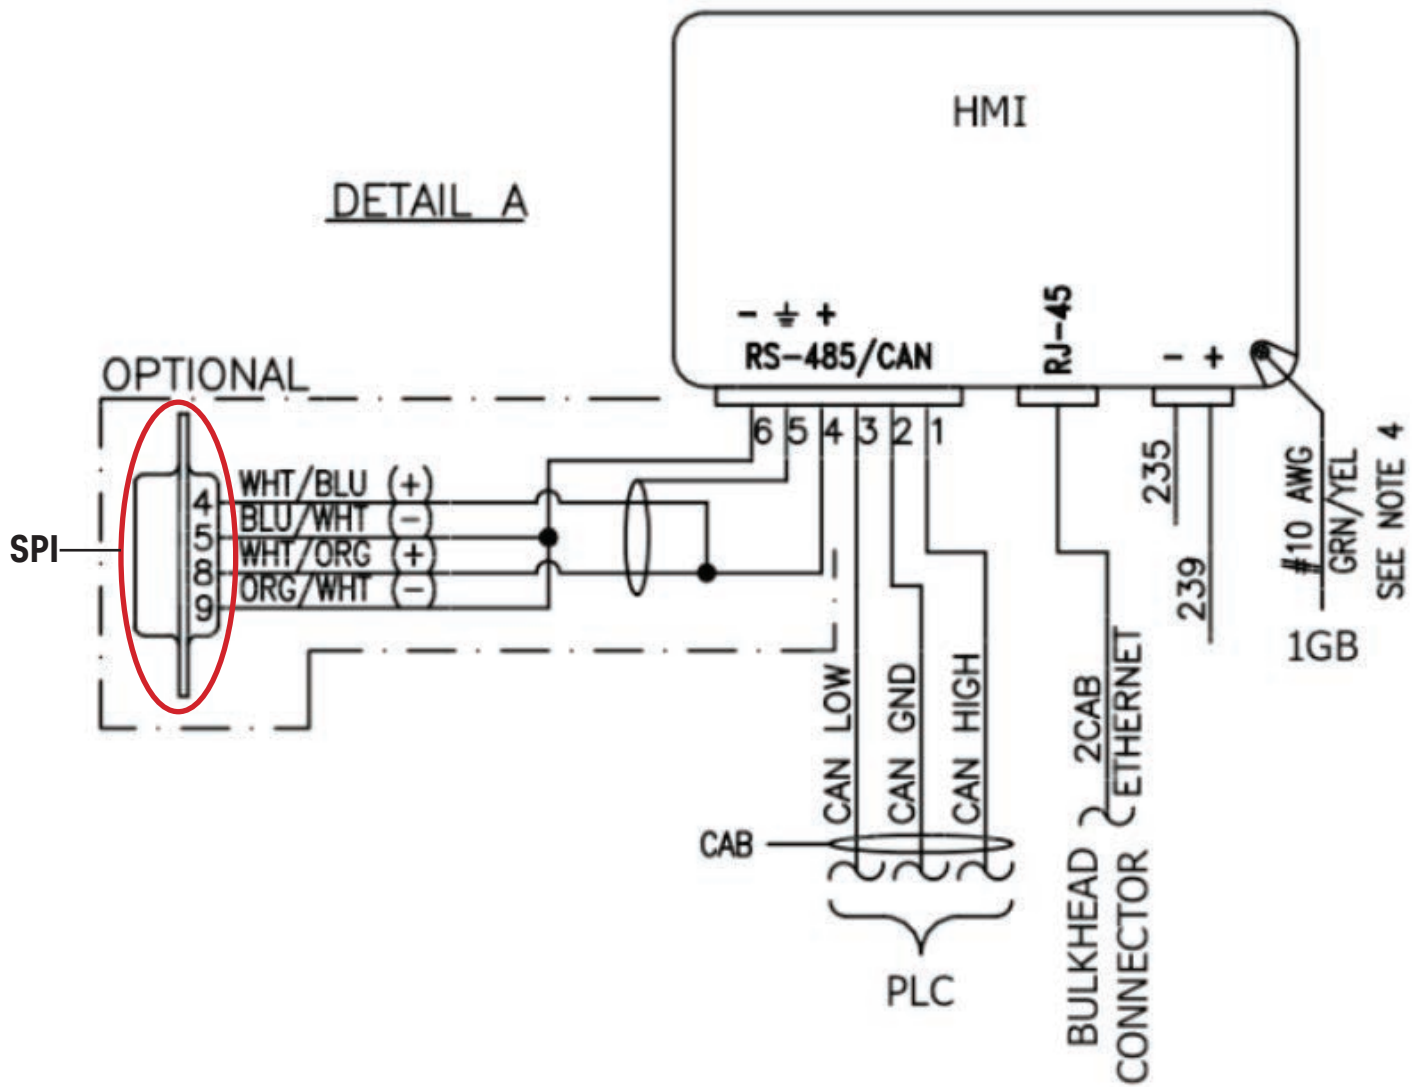 HMI
DETAIL A
- +
RS-485/CAN
RJ-45
- +
OPTIONAL
6 5 4 3 2 1
WHT/BLU (+)
4
BLU/WHT (-)
5
WHT/ORG (+)
8
ORG/WHT (-)
9
SPI
235
239
#10 AWG
GRN/YEL
SEE NOTE 4
1GB
CAN LOW
CAN GND
CAN HIGH
2CAB
ETHERNET
CAB
PLC
BULKHEAD
CONNECTOR